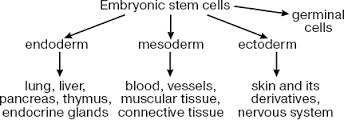 Embryonic stem cells
germinal
cells
endoderm
mesoderm
ectoderm
lung, liver,
pancreas, thymus,
endocrine glands
blood, vessels,
muscular tissue,
connective tissue
skin and its
derivatives,
nervous system